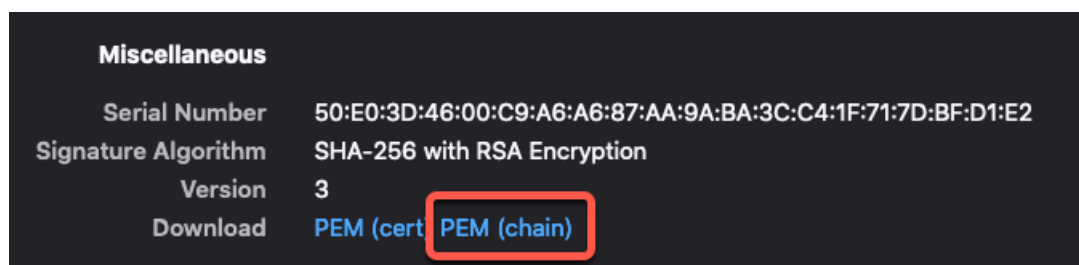 Miscellaneous
Serial Number 50:E0:3D:46:00:C9:A6:A6:87:AA:9A:BA:3C:C4:1F:71:7D:BF:D1:E2
Signature Algorithm SHA-256 with RSA Encryption
Version 3
Download PEM (cert) PEM (chain)